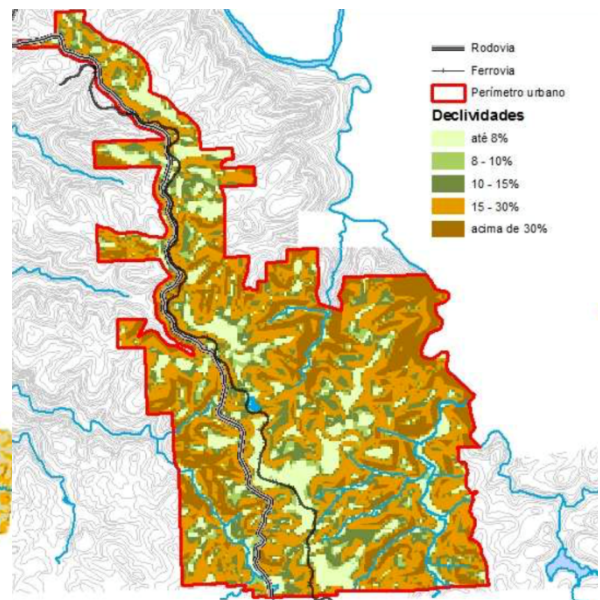 Rodovia
Ferrovia
Perímetro urbano
Declividades
até 8%
8 - 10%
10 - 15%
15 - 30%
acima de 30%